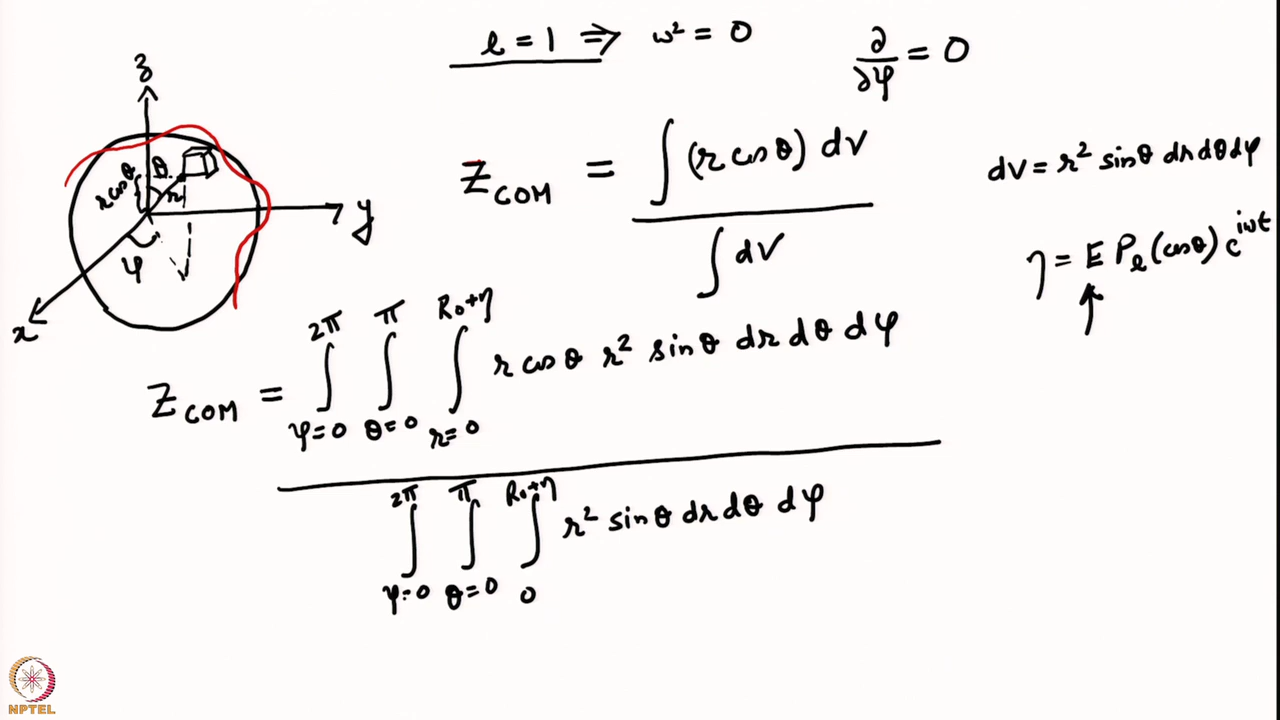 l = 1 ⇒ ω² = 0 ∂/∂φ = 0
z
θ
r cos θ
r
y
φ
x
Z_COM = ∫ (r cos θ) dV / ∫ dV
dV = r² sin θ dr dθ dφ
η = E P_l (cos θ) e^{iωt}
Z_COM = ∫_{φ=0}^{2π} ∫_{θ=0}^{π} ∫_{r=0}^{R₀+η} r cos θ r² sin θ dr dθ dφ
∫_{φ=0}^{2π} ∫_{θ=0}^{π} ∫_{0}^{R₀+η} r² sin θ dr dθ dφ
NPTEL